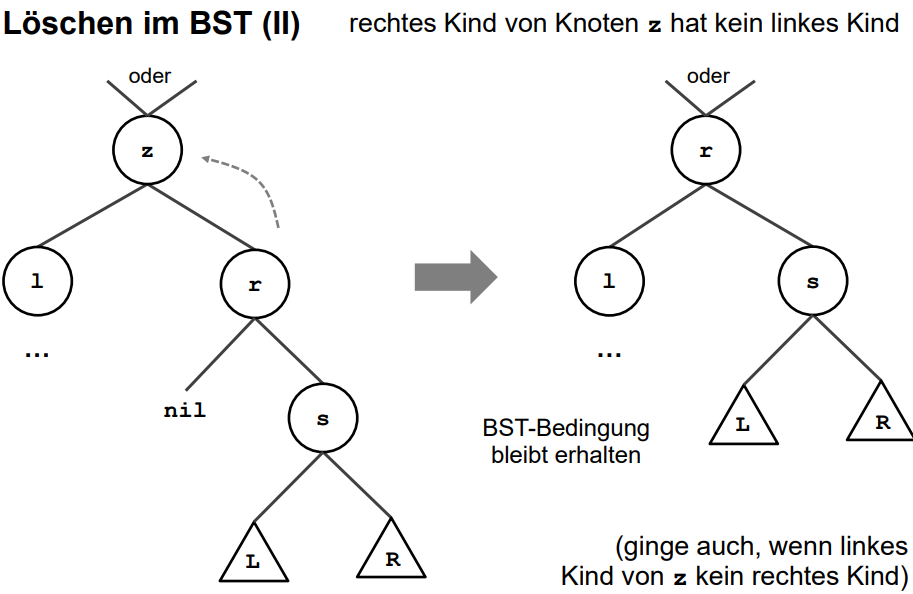 Löschen im BST (II)
rechtes Kind von Knoten z hat kein linkes Kind
oder
z
l
r
...
nil
s
L
R
oder
r
l
s
...
L
R
BST-Bedingung
bleibt erhalten
(ginge auch, wenn linkes
Kind von z kein rechtes Kind)